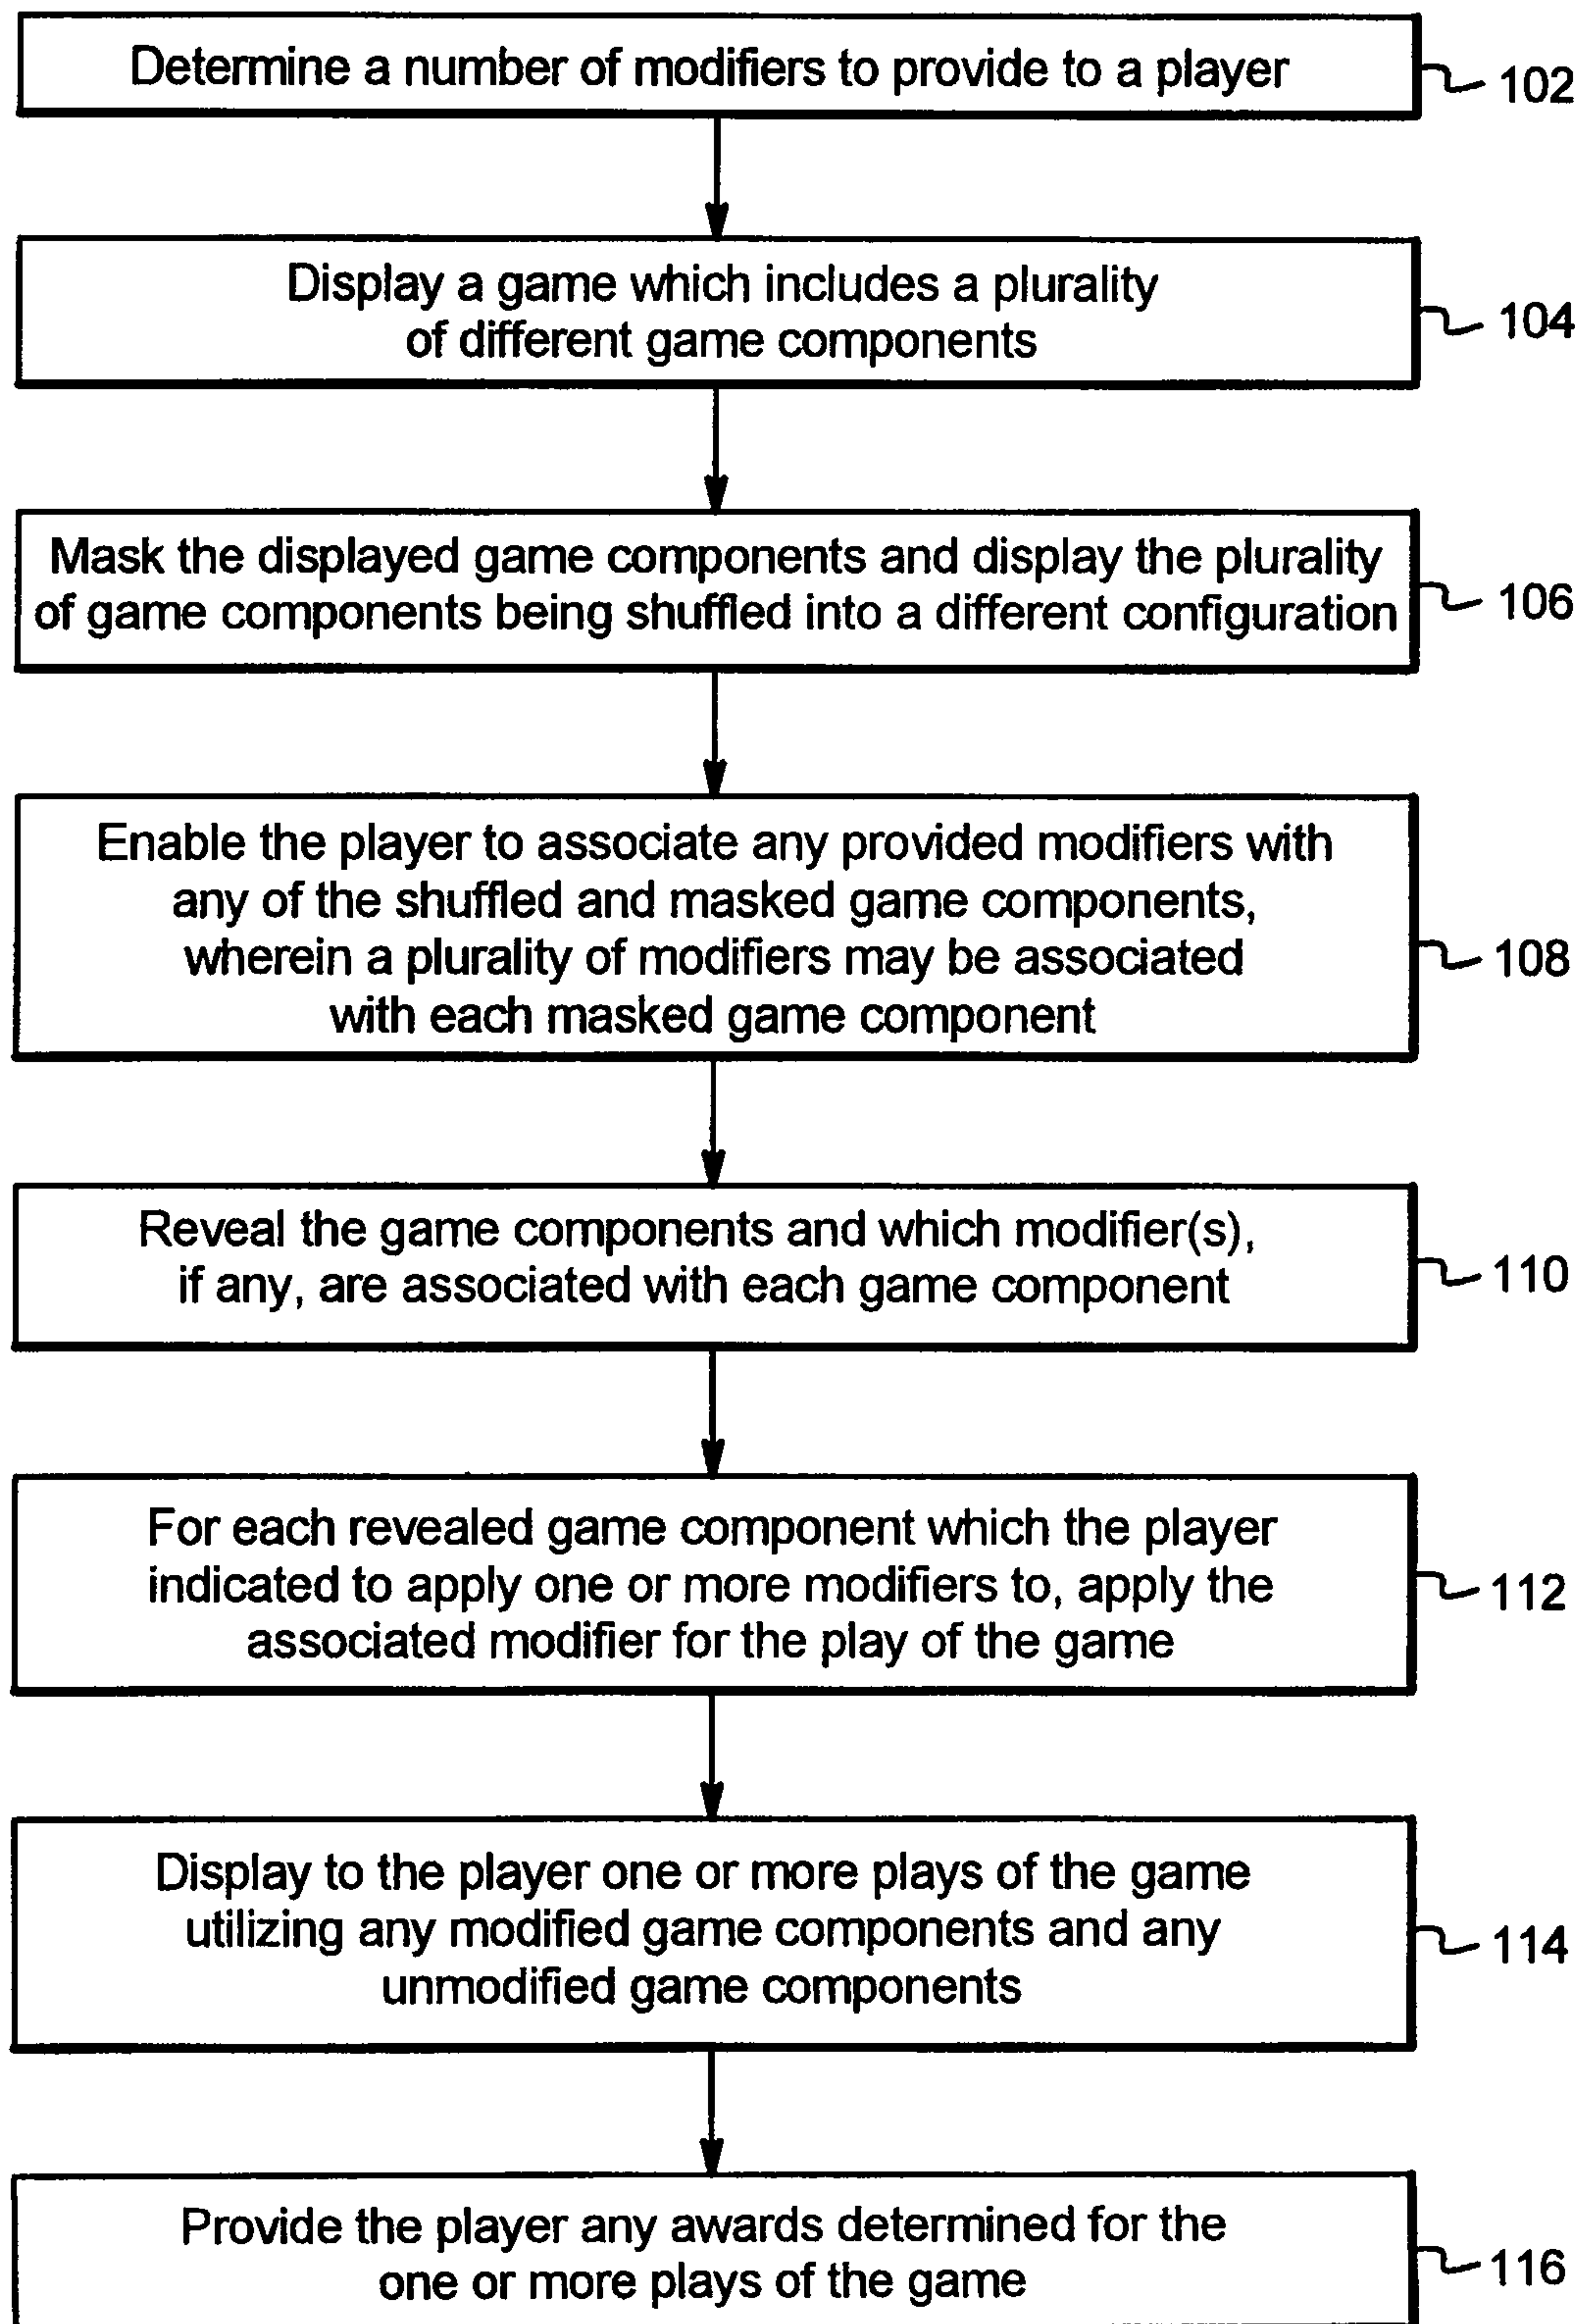 Determine a number of modifiers to provide to a player
102
Display a game which includes a plurality
of different game components
104
Mask the displayed game components and display the plurality
of game components being shuffled into a different configuration
106
Enable the player to associate any provided modifiers with
any of the shuffled and masked game components,
wherein a plurality of modifiers may be associated
with each masked game component
108
Reveal the game components and which modifier(s),
if any, are associated with each game component
110
For each revealed game component which the player
indicated to apply one or more modifiers to, apply the
associated modifier for the play of the game
112
Display to the player one or more plays of the game
utilizing any modified game components and any
unmodified game components
114
Provide the player any awards determined for the
one or more plays of the game
116